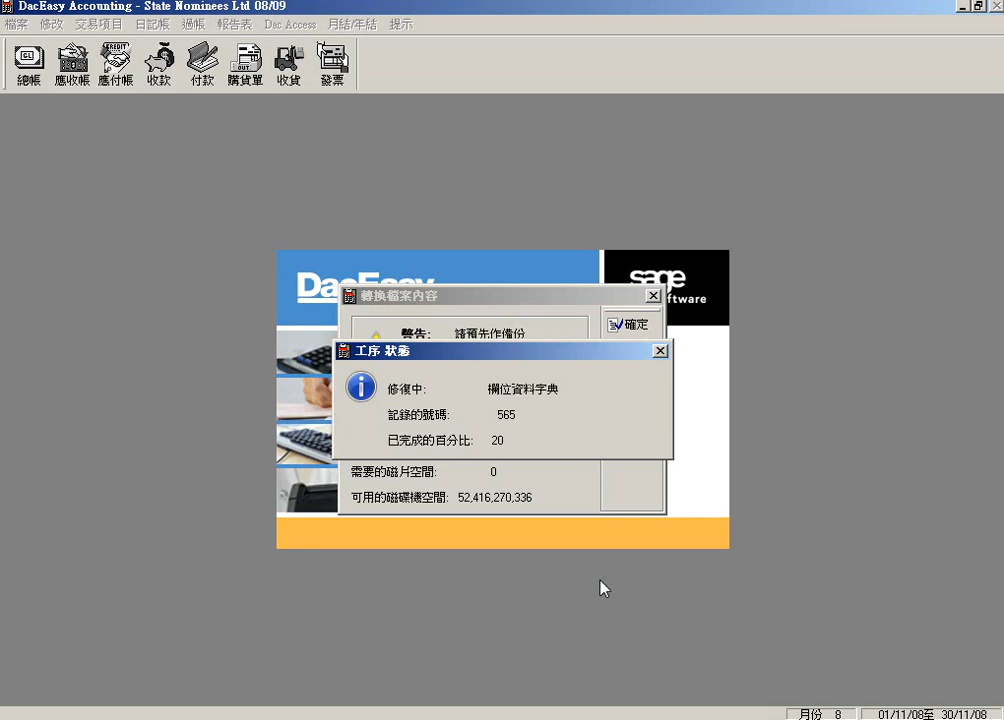 DacEasy Accounting - State Nominees Ltd 08/09
檔案 修改 交易項目 日記帳 過帳 報告表 Dac Access 月結/年結 提示
GL CREDIT OUT
總帳 應收帳 應付帳 收款 付款 購貨單 收貨 發票
DacEasy sage
software
轉換檔案內容
警告: 請預先作備份 確定
工序 狀態
修復中: 欄位資料字典
記錄的號碼: 565
已完成的百分比: 20
需要的磁片空間: 0
可用的磁碟機空間: 52,416,270,336
月份 8 01/11/08至 30/11/08